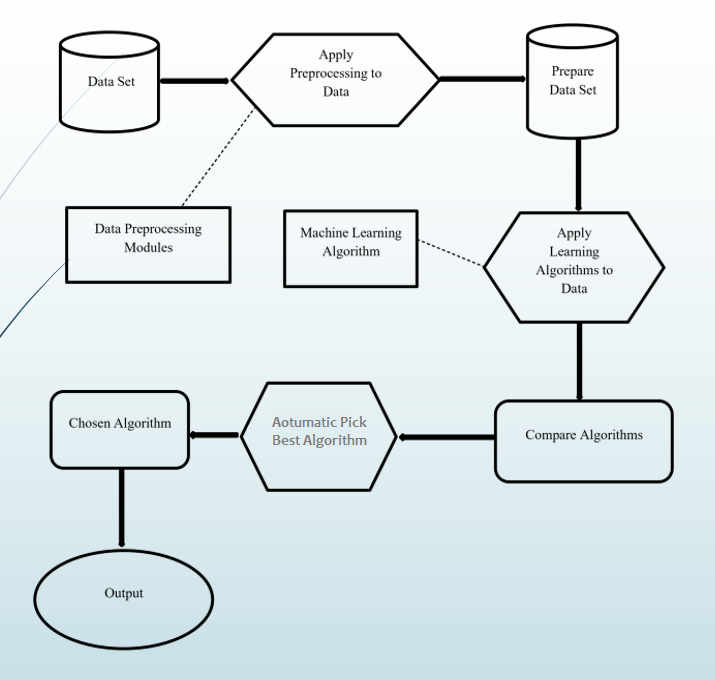 Data Set
Apply
Preprocessing to
Data
Prepare
Data Set
Data Preprocessing
Modules
Machine Learning
Algorithm
Apply
Learning
Algorithms to
Data
Chosen Algorithm
Aotumatic Pick
Best Algorithm
Compare Algorithms
Output